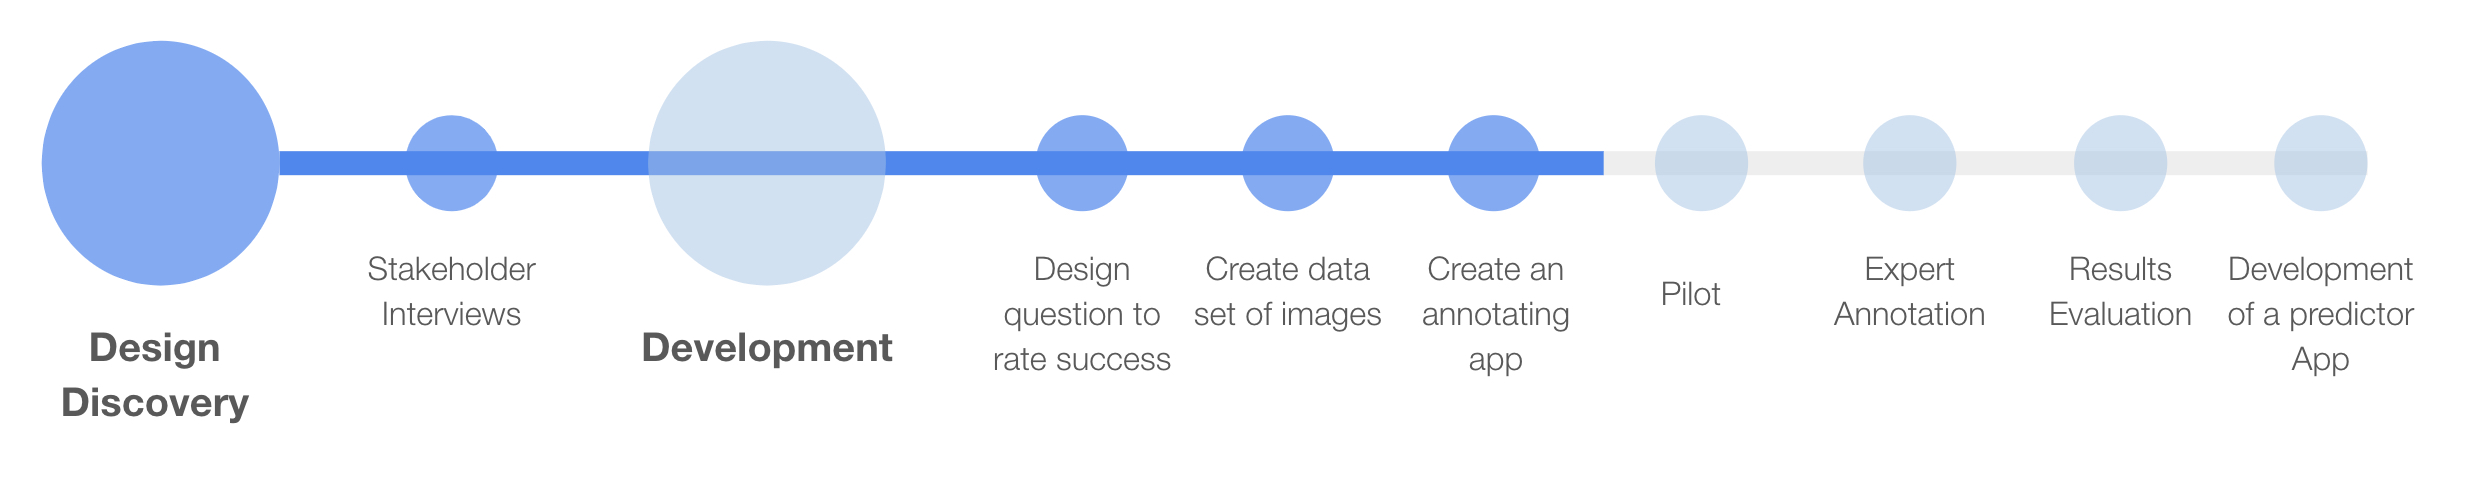 Design
Discovery
Stakeholder
Interviews
Development
Design
question to
rate success
Create data
set of images
Create an
annotating
app
Pilot
Expert
Annotation
Results
Evaluation
Development
of a predictor
App